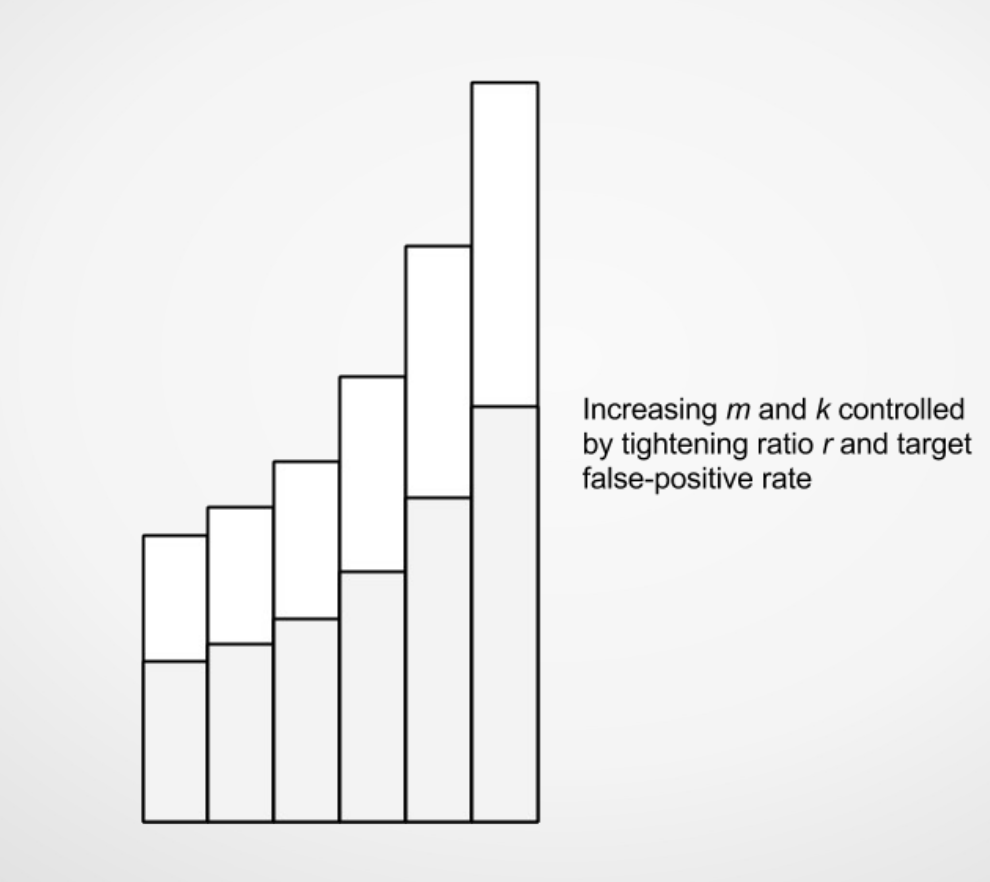 Increasing m and k controlled
by tightening ratio r and target
false-positive rate